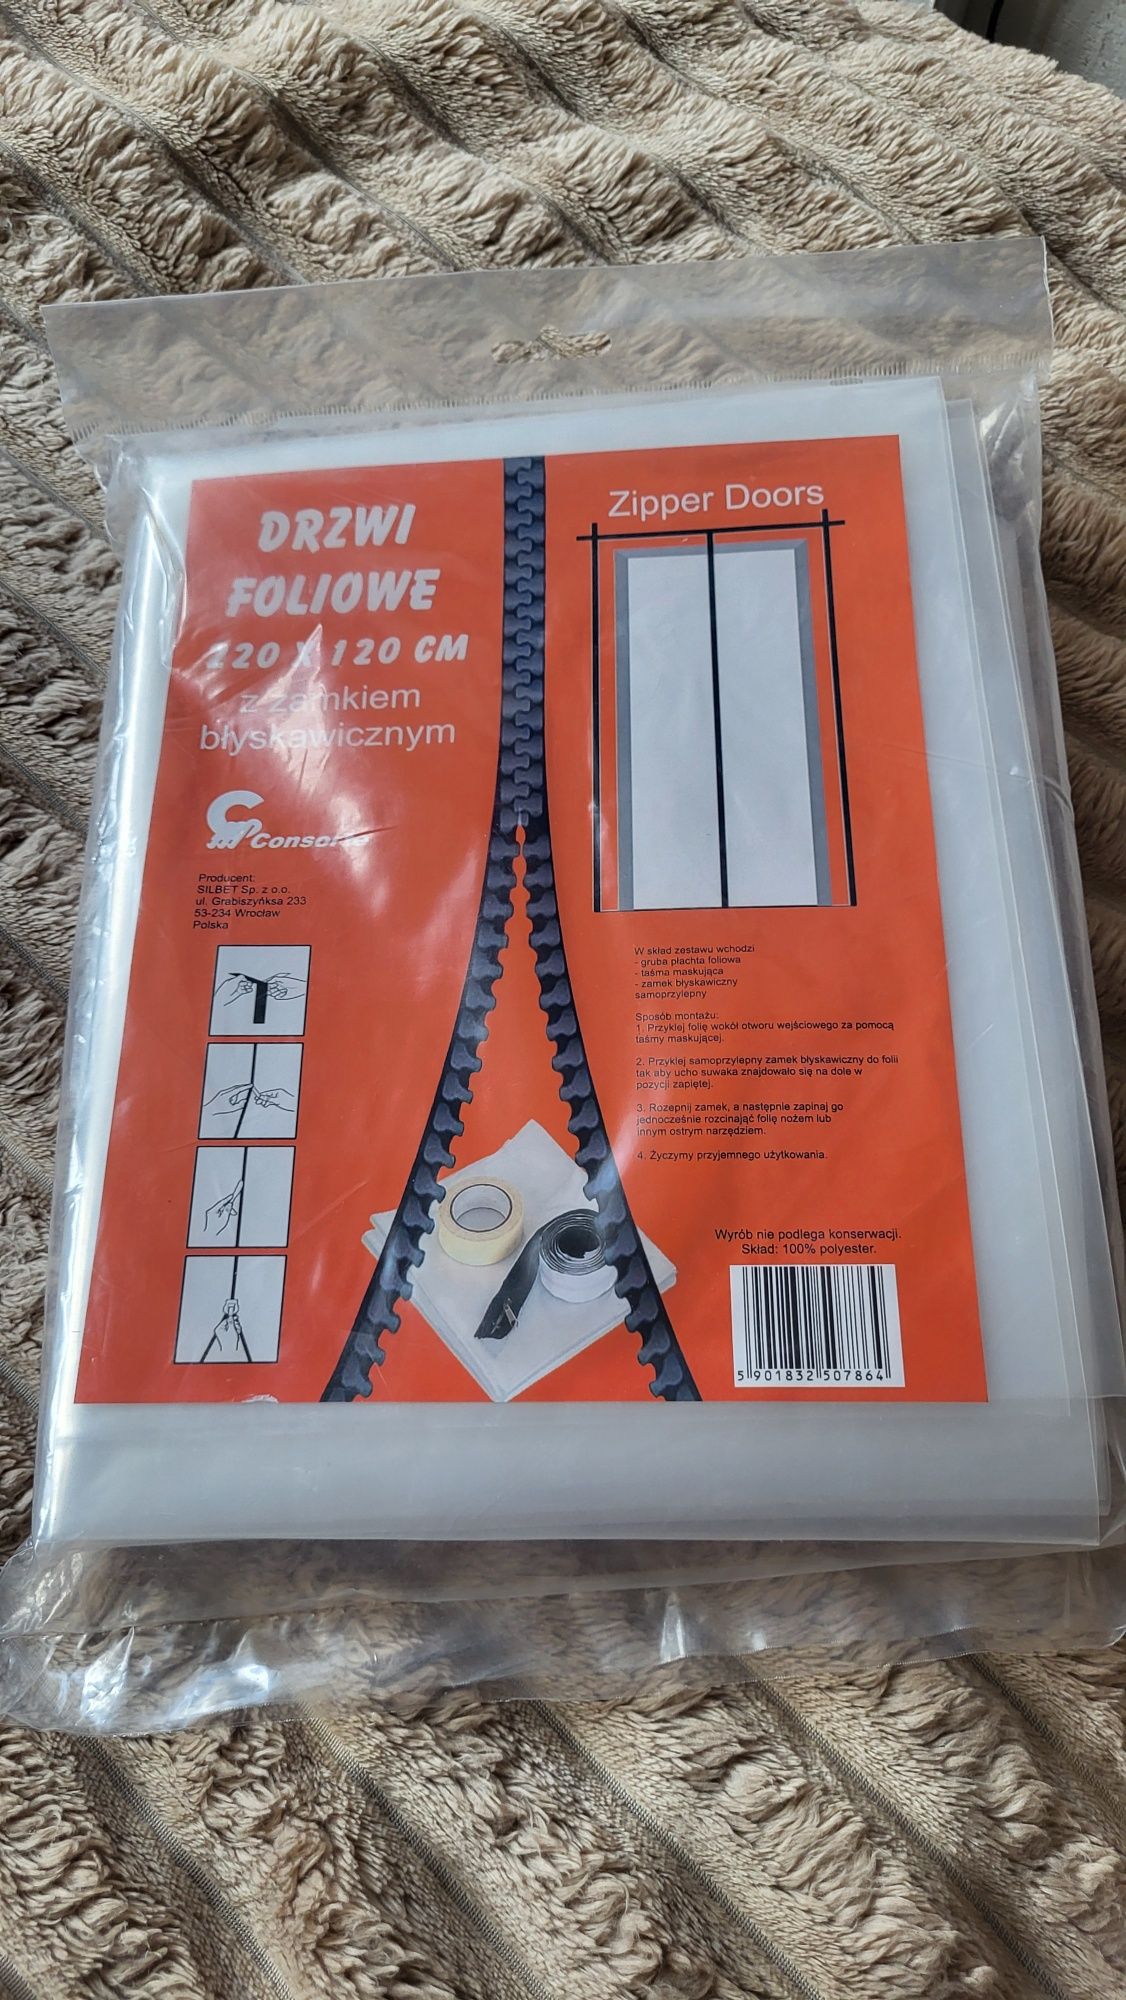 DRZWI
FOLIOWE
220 X 120 CM
z zamkiem
błyskawicznym
Producent:
SILBET Sp. z o.o.
ul. Grabiszyńksa 233
53-234 Wrocław
Polska
Zipper Doors
W skład zestawu wchodzi
- gruba płachta foliowa
- taśma maskująca
- zamek błyskawiczny
samoprzylepny
Sposób montażu:
1. Przyklej folię wokół otworu wejściowego za pomocą
taśmy maskującej.
2. Przyklej samoprzylepny zamek błyskawiczny do folii
tak aby ucho suwaka znajdowało się na dole w
pozycji zapiętej.
3. Rozepnij zamek, a następnie zapinaj go
jednocześnie rozcinając folię nożem lub
innym ostrym narzędziem.
4. Życzymy przyjemnego użytkowania.
Wyrób nie podlega konserwacji.
Skład: 100% polyester.
5 901832 507864